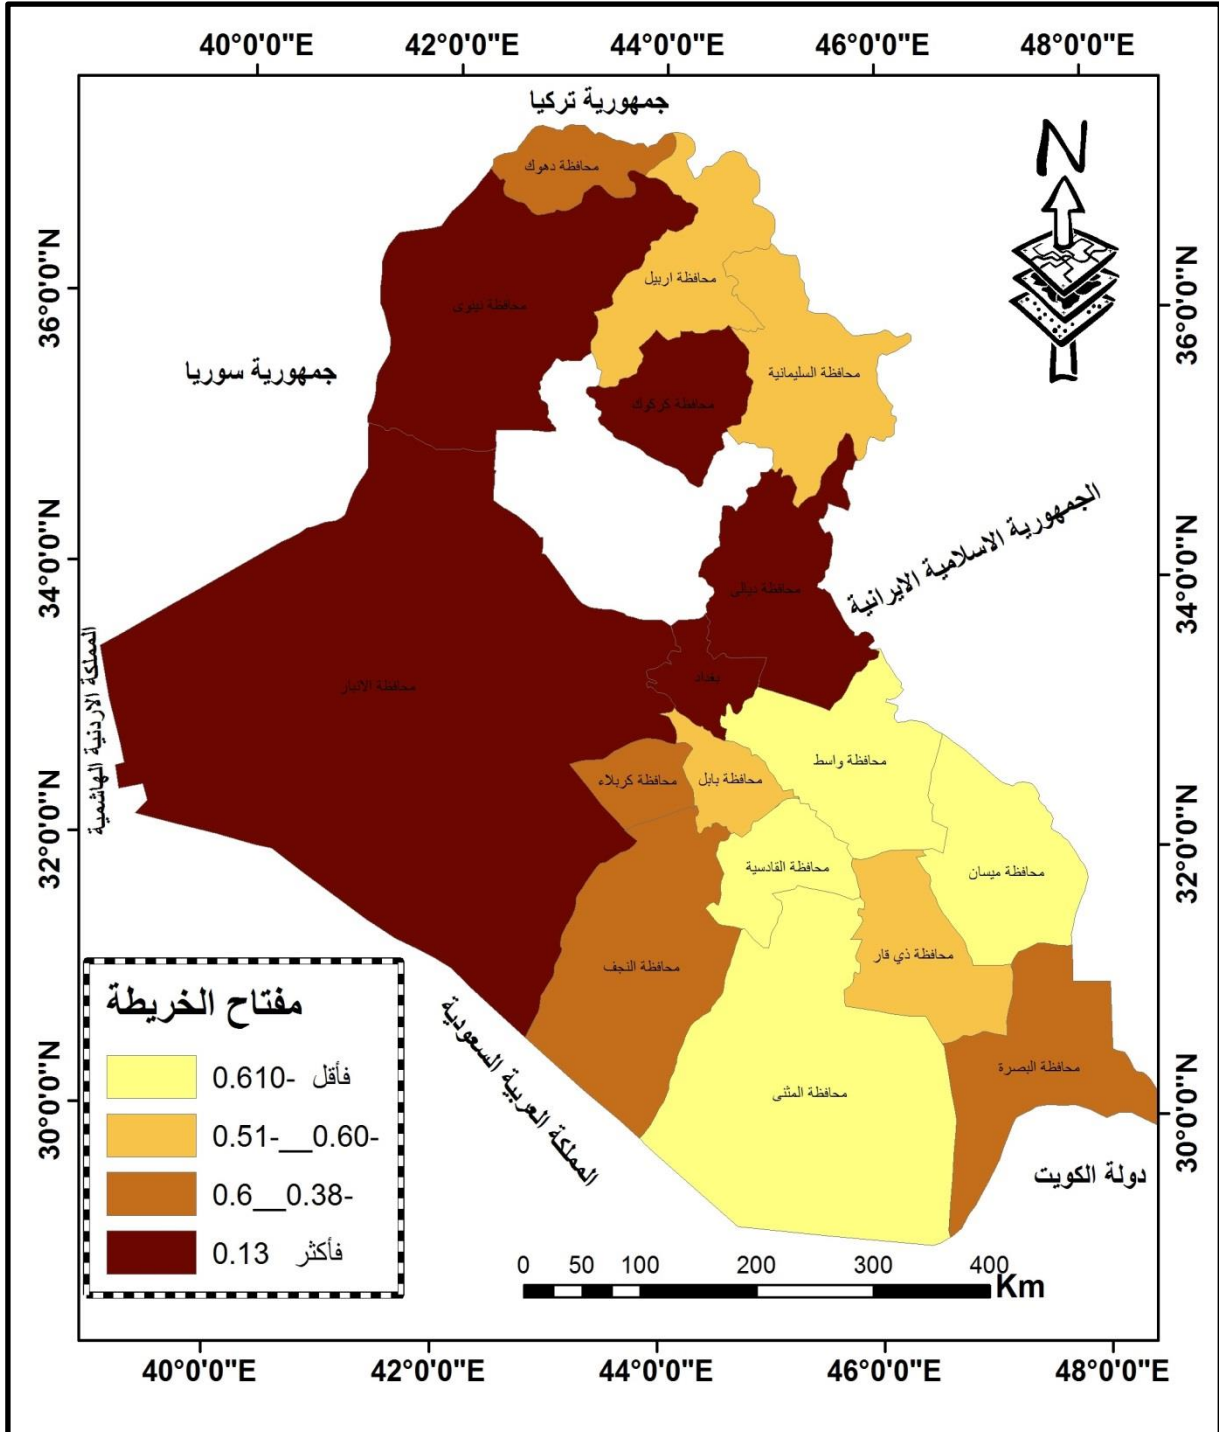 40°0'0"E 42°0'0"E 44°0'0"E 46°0'0"E 48°0'0"E
جمهورية تركيا
N
محافظة دهوك
36°0'0"N
36°0'0"N
محافظة اربيل
محافظة نينوى
جمهورية سوريا
محافظة السليمانية
محافظة كركوك
34°0'0"N
34°0'0"N
الجمهورية الاسلامية الايرانية
محافظة ديالى
المملكة الاردنية الهاشمية
محافظة الانبار
بغداد
32°0'0"N
32°0'0"N
محافظة واسط
محافظة بابل
محافظة كربلاء
محافظة القادسية
محافظة ميسان
محافظة ذي قار
محافظة النجف
المملكة العربية السعودية
30°0'0"N
30°0'0"N
محافظة البصرة
محافظة المثنى
دولة الكويت
مفتاح الخريطة
0.610- فأقل
0.51-__0.60-
0.6__0.38-
0.13 فأكثر
0 50 100 200 300 400
Km
40°0'0"E 42°0'0"E 44°0'0"E 46°0'0"E 48°0'0"E